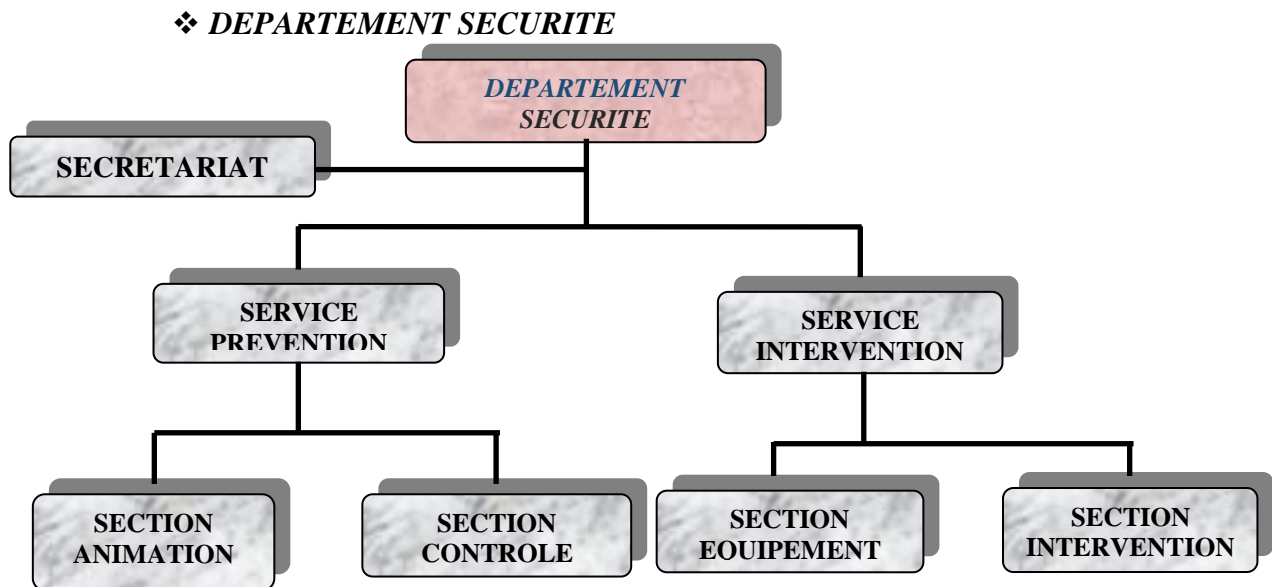 ❖ DEPARTEMENT SECURITE
DEPARTEMENT
SECURITE
SECRETARIAT
SERVICE
PREVENTION
SERVICE
INTERVENTION
SECTION
ANIMATION
SECTION
CONTROLE
SECTION
EQUIPEMENT
SECTION
INTERVENTION